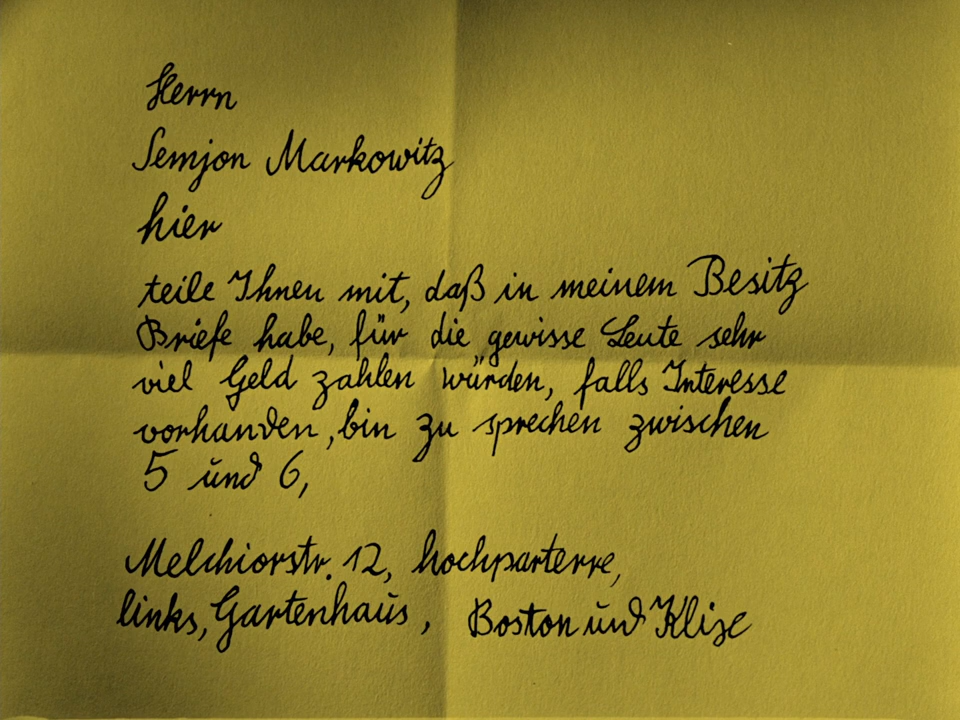 Herrn
Semjon Markowitz
hier
teile Ihnen mit, daß in meinem Besitz
Briefe habe, für die gewisse Leute sehr
viel Geld zahlen würden, falls Interesse
vorhanden, bin zu sprechen zwischen
5 und 6,
Melchiorstr. 12, hochparterre,
links, Gartenhaus, Boston und Klize